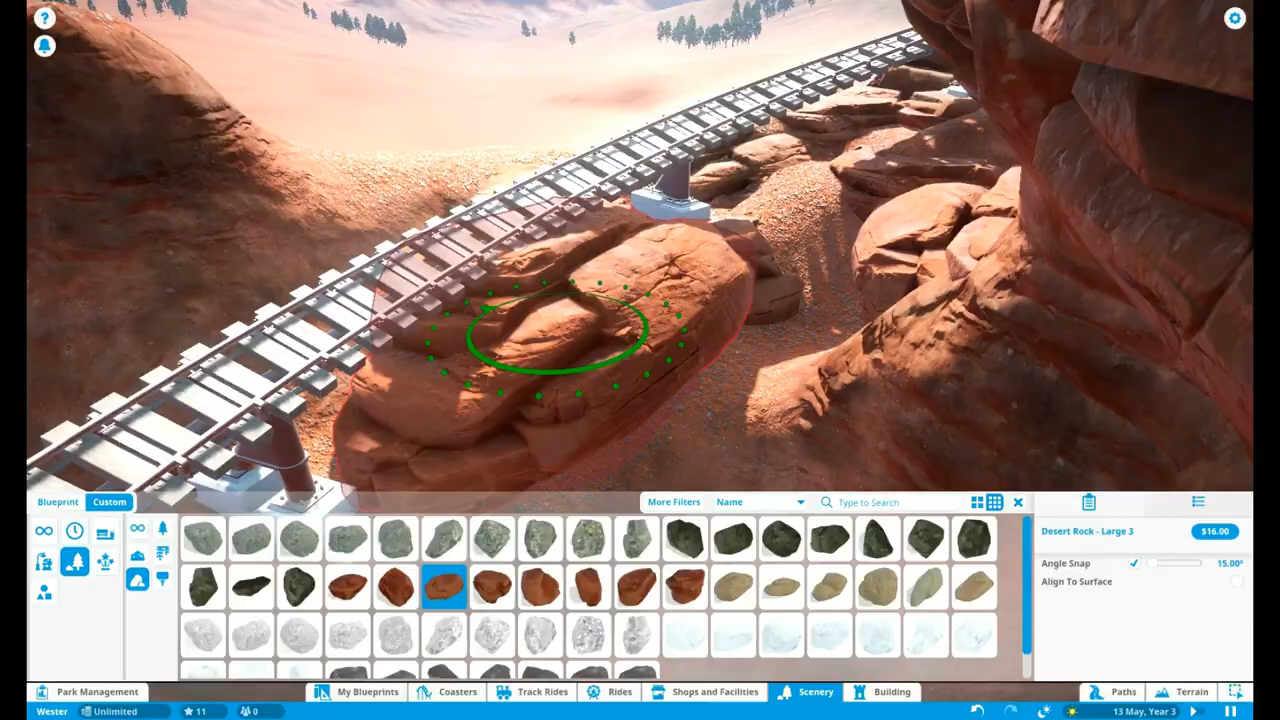 ?
Blueprint Custom More Filters Name Type to Search
Desert Rock - Large 3 $16.00
Angle Snap 15.00°
Align To Surface
Park Management My Blueprints Coasters Track Rides Rides Shops and Facilities Scenery Building Paths Terrain
Wester Unlimited 11 0 13 May, Year 3